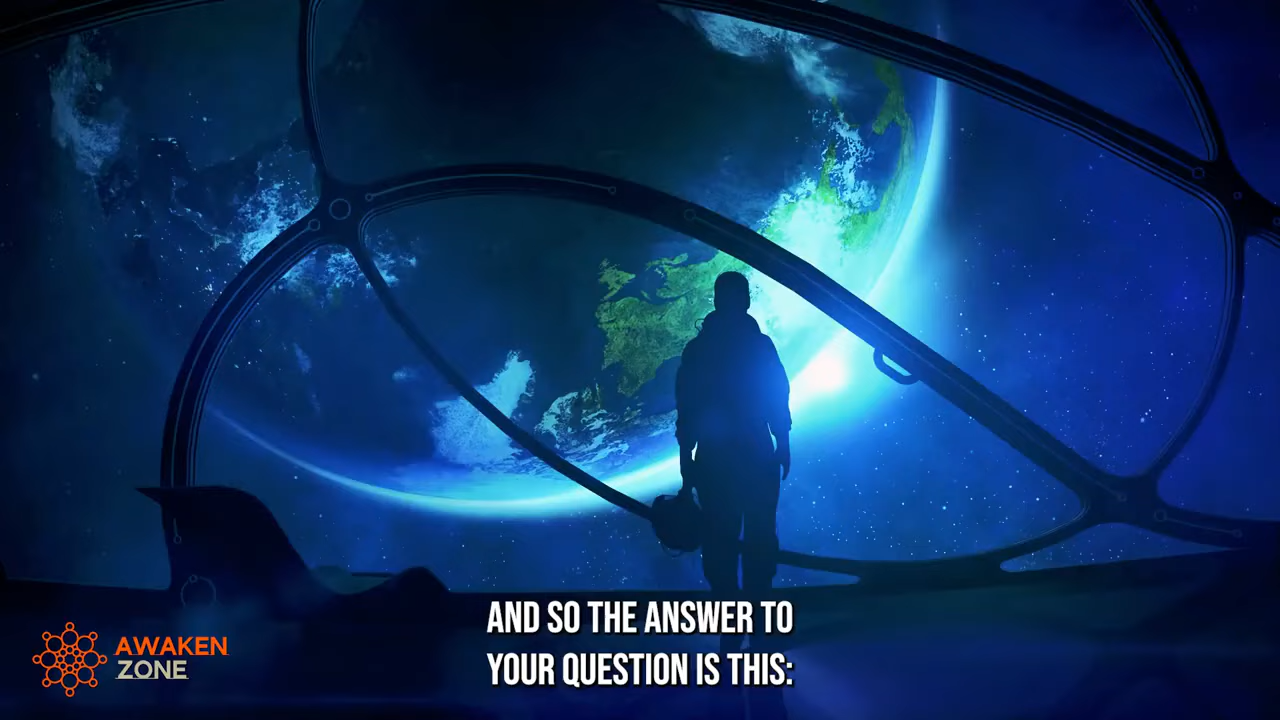 AND SO THE ANSWER TO
YOUR QUESTION IS THIS:
AWAKEN
ZONE